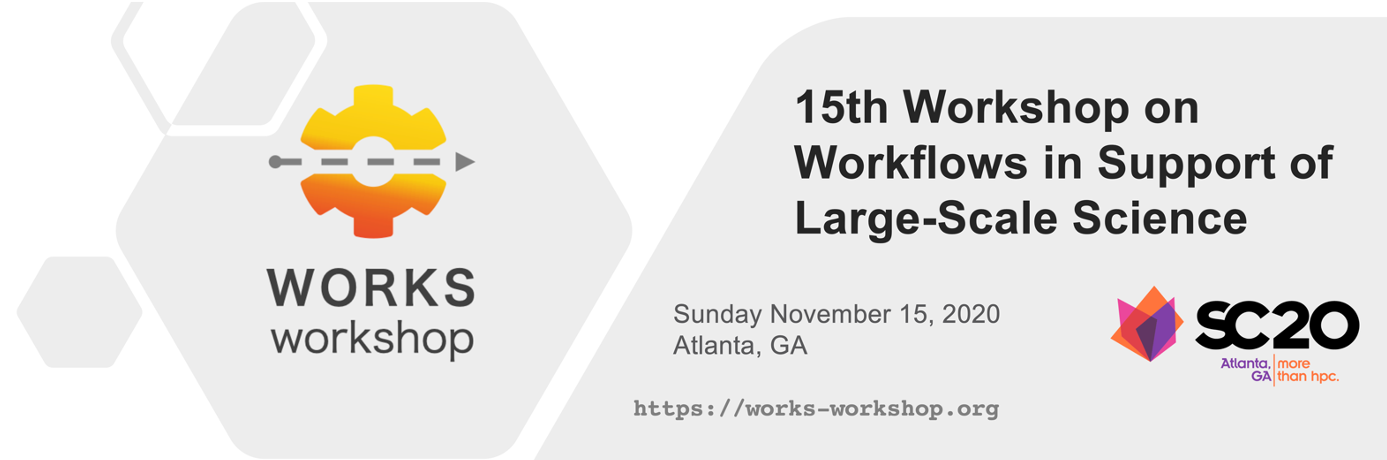 WORKS
workshop
15th Workshop on
Workflows in Support of
Large-Scale Science
Sunday November 15, 2020
Atlanta, GA
https://works-workshop.org
SC20
Atlanta, GA
more than hpc.